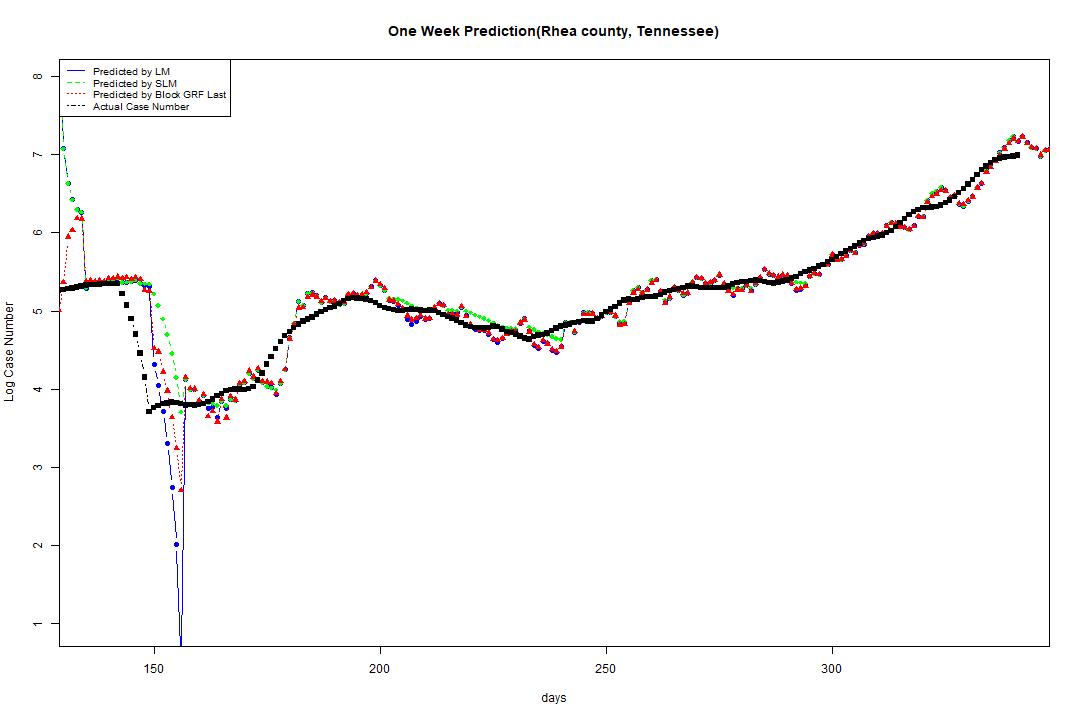 One Week Prediction(Rhea county, Tennessee)
Predicted by LM
Predicted by SLM
Predicted by Block GRF Last
Actual Case Number
8
7
6
5
4
3
2
1
Log Case Number
150 200 250 300
days